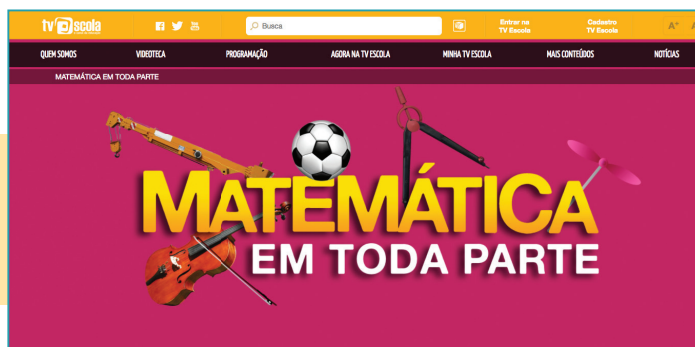 tv escola
Busca
Entrar na
TV Escola
Cadastro
TV Escola
A+
QUEM SOMOS
VIDEOTECA
PROGRAMAÇÃO
AGORA NA TV ESCOLA
MINHA TV ESCOLA
MAIS CONTEÚDOS
NOTÍCIAS
MATEMÁTICA EM TODA PARTE
MATEMÁTICA
EM TODA PARTE